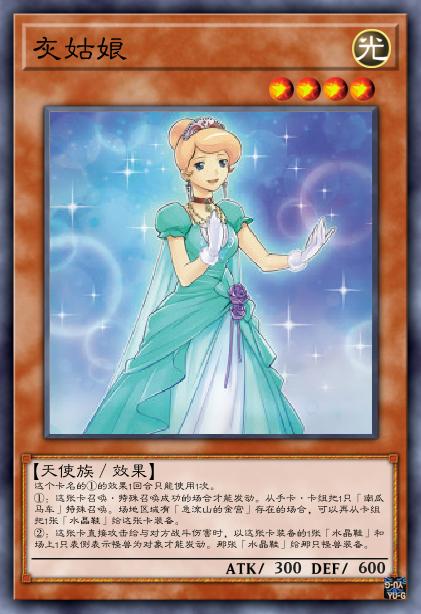 灰姑娘
光
【天使族／效果】
这个卡名的①的效果1回合只能使用1次。
①：这张卡召唤·特殊召唤成功的场合才能发动。从手卡·卡组把1只「南瓜
马车」特殊召唤。场地区域有「急流山的金宫」存在的场合，可以再从卡组
把1张「水晶鞋」给这张卡装备。
②：这张卡直接攻击给与对方战斗伤害时，以这张卡装备的1张「水晶鞋」和
场上1只表侧表示怪兽为对象才能发动。那张「水晶鞋」给那只怪兽装备。
ATK/ 300 DEF/ 600